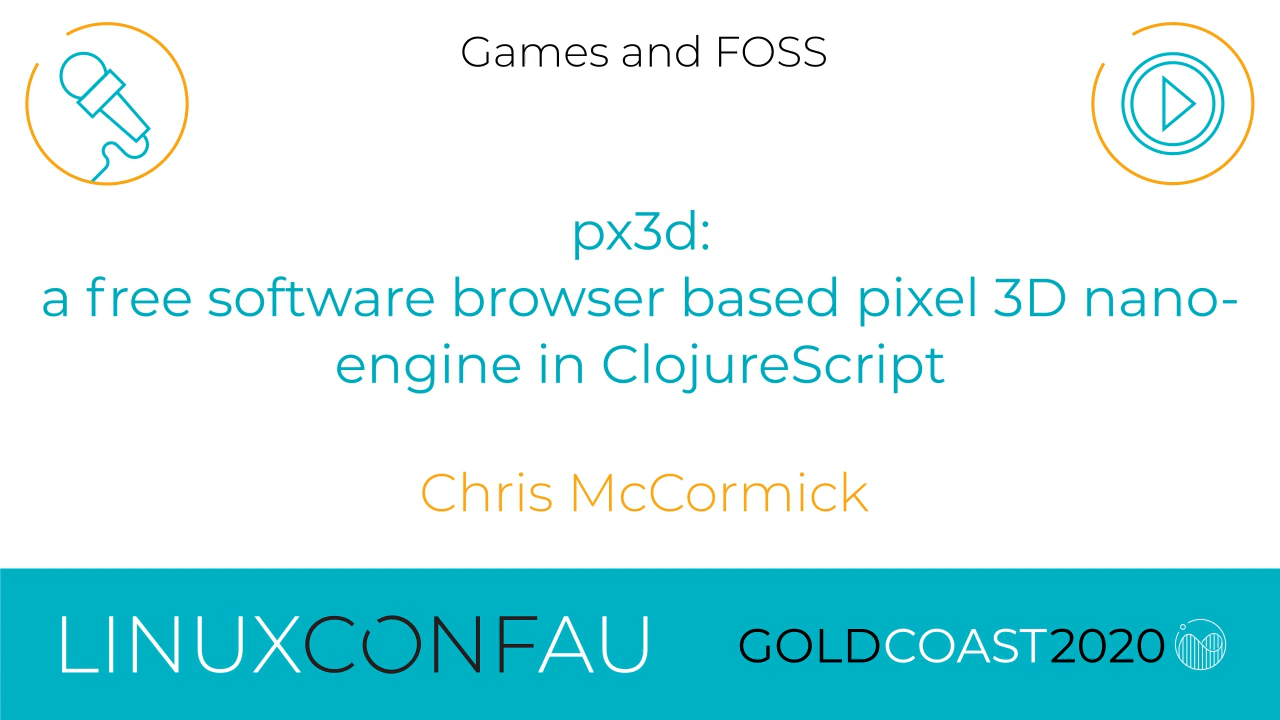 Games and FOSS
px3d:
a free software browser based pixel 3D nano-
engine in ClojureScript
Chris McCormick
LINUXCONFAU
GOLDCOAST2020